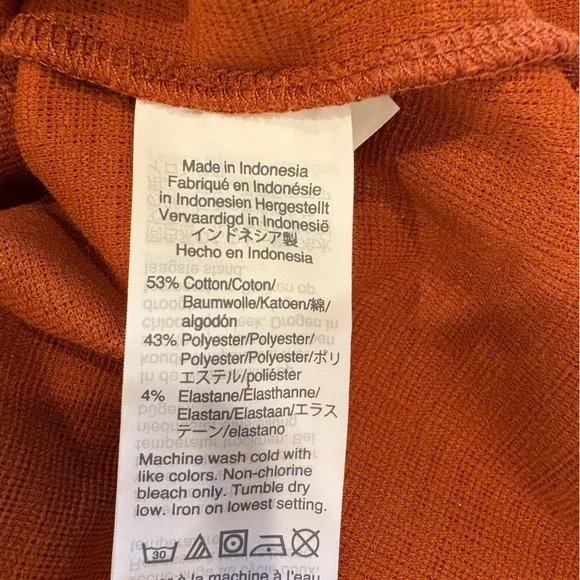 Made in Indonesia
Fabriqué en Indonésie
in Indonesien Hergestellt
Vervaardigd in Indonesië
インドネシア製
Hecho en Indonesia
53% Cotton/Coton/
Baumwolle/Katoen/綿/
algodón
43% Polyester/Polyester/
Polyester/Polyester/ポリ
エステル/poliéster
4% Elastane/Élasthanne/
Elastan/Elastaan/エラス
テーン/elastano
Machine wash cold with
like colors. Non-chlorine
bleach only. Tumble dry
low. Iron on lowest setting.
30
à la machine à l'eau